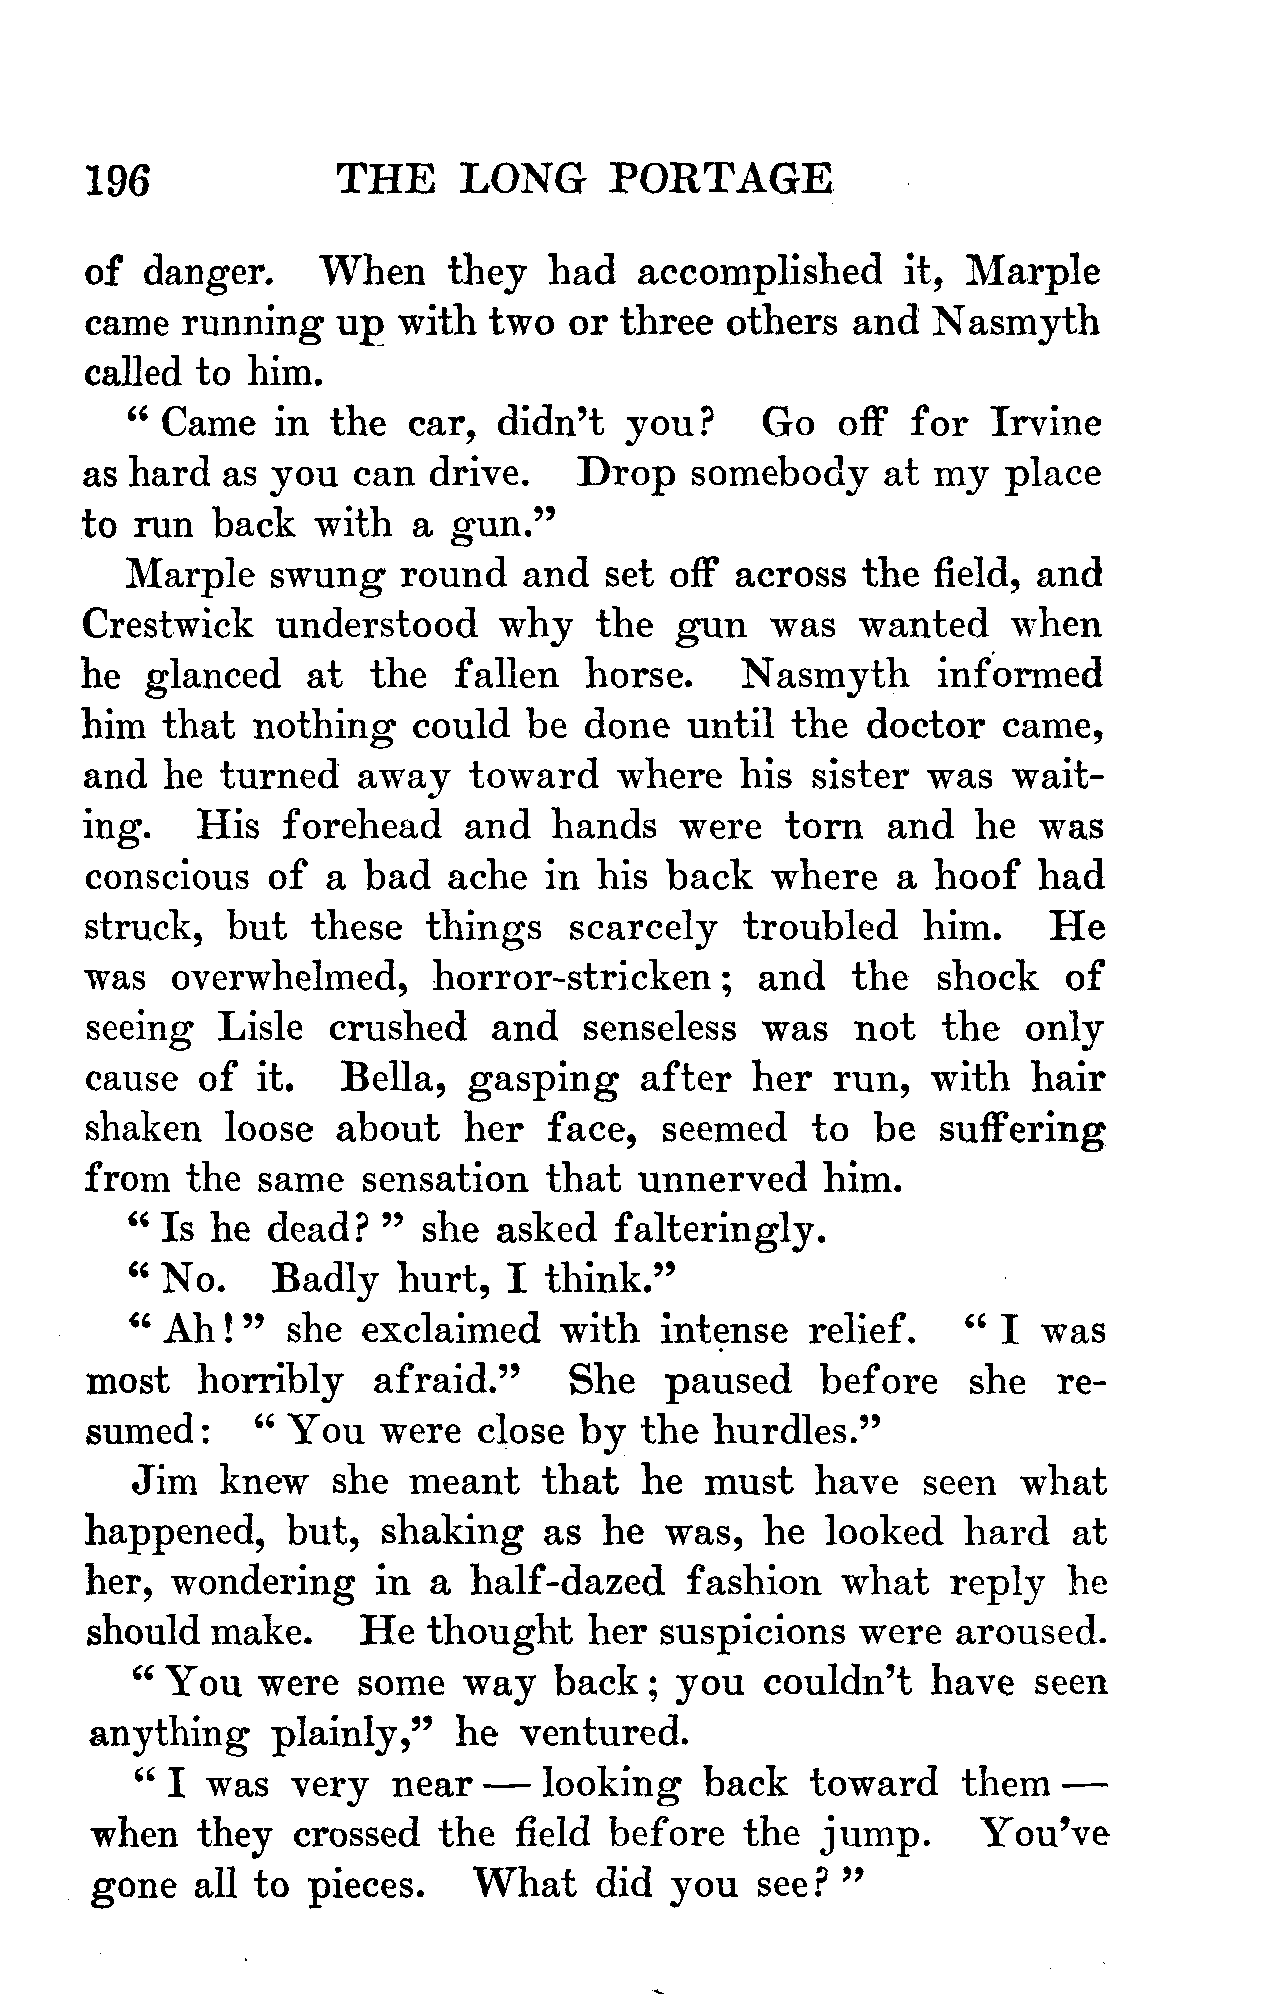 196 THE LONG PORTAGE
of danger. When they had accomplished it, Marple
came running up with two or three others and Nasmyth
called to him.
“ Came in the car, didn’t you? Go off for Irvine
as hard as you can drive. Drop somebody at my place
to run back with a gun.”
Marple swung round and set off across the field, and
Crestwick understood why the gun was wanted when
he glanced at the fallen horse. Nasmyth informed
him that nothing could be done until the doctor came,
and he turned away toward where his sister was wait-
ing. His forehead and hands were torn and he was
conscious of a bad ache in his back where a hoof had
struck, but these things scarcely troubled him. He
was overwhelmed, horror-stricken ; and the shock of
seeing Lisle crushed and senseless was not the only
cause of it. Bella, gasping after her run, with hair
shaken loose about her face, seemed to be suffering
from the same sensation that unnerved him.
“ Is he dead? ” she asked falteringly.
“ No. Badly hurt, I think.”
“ Ah! ” she exclaimed with intense relief. “ I was
most horribly afraid.” She paused before she re-
sumed: “ You were close by the hurdles.”
Jim knew she meant that he must have seen what
happened, but, shaking as he was, he looked hard at
her, wondering in a half-dazed fashion what reply he
should make. He thought her suspicions were aroused.
“ You were some way back ; you couldn’t have seen
anything plainly,” he ventured.
“ I was very near — looking back toward them —
when they crossed the field before the jump. You’ve
gone all to pieces. What did you see? ”